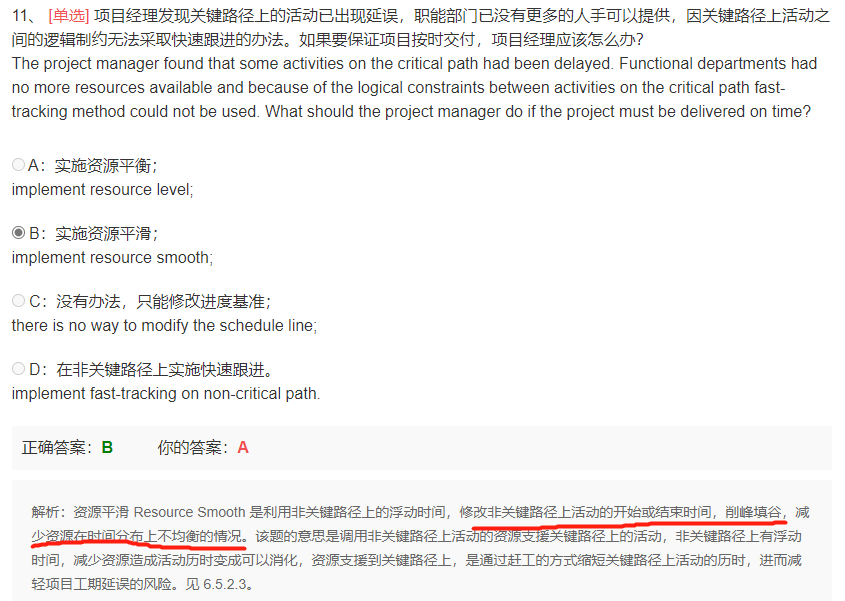 11、 [单选] 项目经理发现关键路径上的活动已出现延误，职能部门已没有更多的人手可以提供，因关键路径上活动之
间的逻辑制约无法采取快速跟进的办法。如果要保证项目按时交付，项目经理应该怎么办?
The project manager found that some activities on the critical path had been delayed. Functional departments had
no more resources available and because of the logical constraints between activities on the critical path fast-
tracking method could not be used. What should the project manager do if the project must be delivered on time?
A：实施资源平衡；
implement resource level;
B：实施资源平滑；
implement resource smooth;
C：没有办法，只能修改进度基准；
there is no way to modify the schedule line;
D：在非关键路径上实施快速跟进。
implement fast-tracking on non-critical path.
正确答案：B 你的答案：A
解析：资源平滑 Resource Smooth 是利用非关键路径上的浮动时间，修改非关键路径上活动的开始或结束时间，削峰填谷，减
少资源在时间分布上不均衡的情况。该题的意思是调用非关键路径上活动的资源支援关键路径上的活动，非关键路径上有浮动
时间，减少资源造成活动历时变成可以消化，资源支援到关键路径上，是通过赶工的方式缩短关键路径上活动的历时，进而减
轻项目工期延误的风险。见 6.5.2.3。